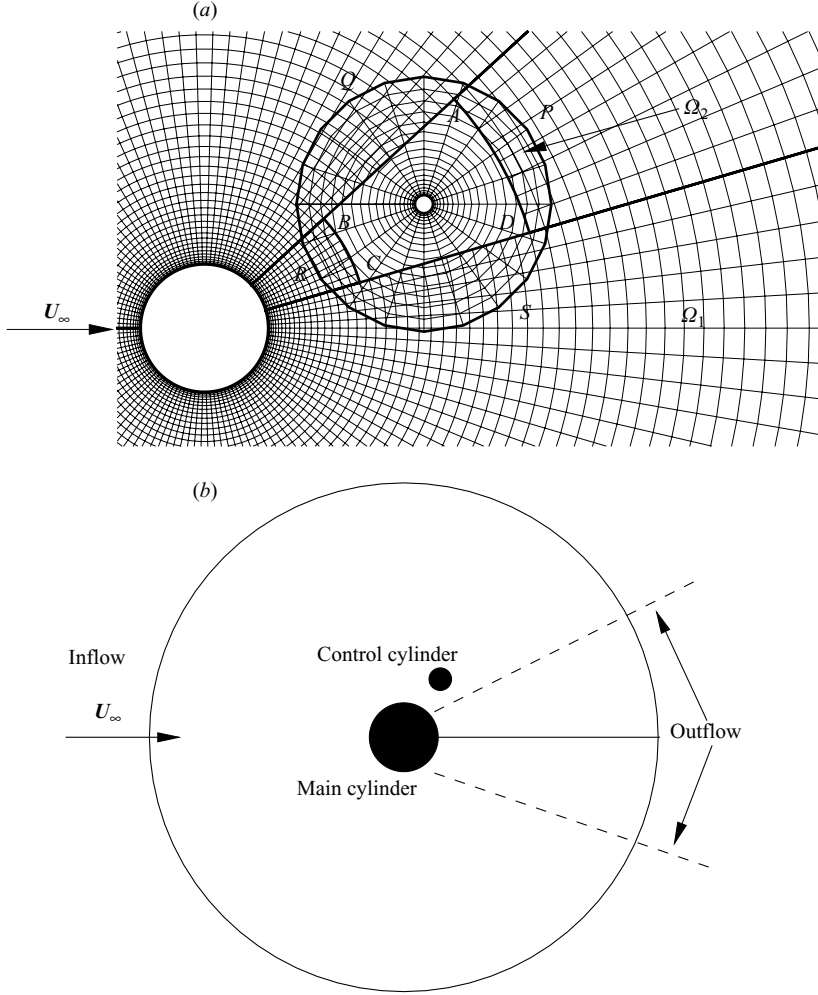 (a)
Q
A
P
Ω₂
B
D
R
C
S
Ω₁
U∞
(b)
Inflow
Control cylinder
U∞
Outflow
Main cylinder